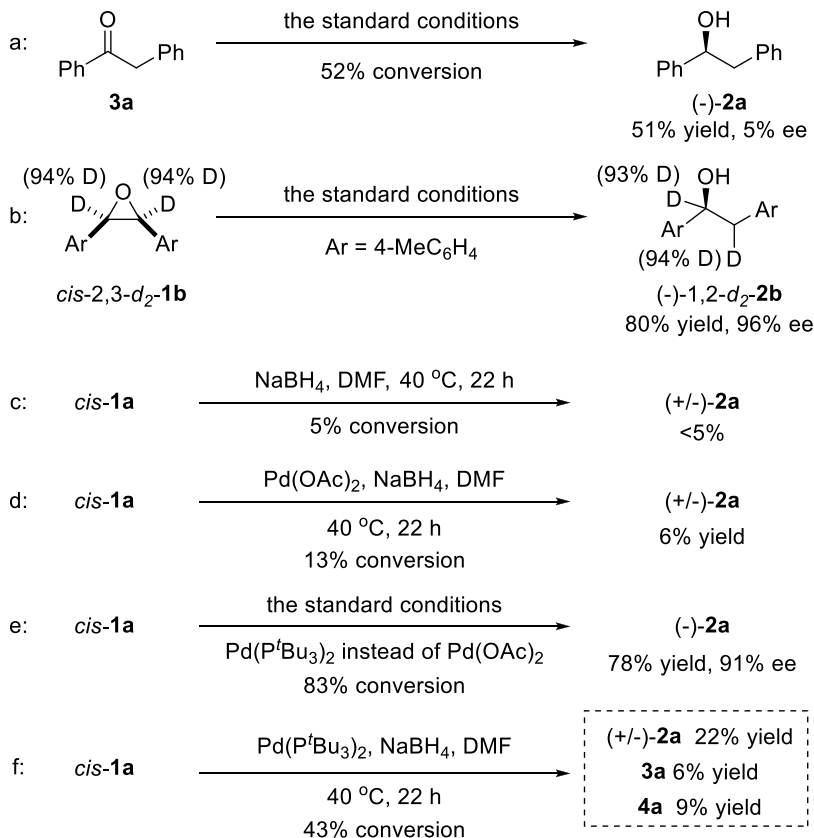 a:
O
Ph
Ph
3a
the standard conditions
52% conversion
OH
Ph
Ph
(-)-2a
51% yield, 5% ee
b:
(94% D) (94% D)
O
D D
Ar Ar
cis-2,3-d2-1b
the standard conditions
Ar = 4-MeC6H4
(93% D) OH
D
Ar Ar
(94% D) D
(-)-1,2-d2-2b
80% yield, 96% ee
c: cis-1a
NaBH4, DMF, 40 oC, 22 h
5% conversion
(+/-)-2a
<5%
d: cis-1a
Pd(OAc)2, NaBH4, DMF
40 oC, 22 h
13% conversion
(+/-)-2a
6% yield
e: cis-1a
the standard conditions
Pd(PtBu3)2 instead of Pd(OAc)2
83% conversion
(-)-2a
78% yield, 91% ee
f: cis-1a
Pd(PtBu3)2, NaBH4, DMF
40 oC, 22 h
43% conversion
(+/-)-2a 22% yield
3a 6% yield
4a 9% yield